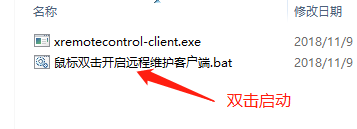 名称 修改日期
xremotecontrol-client.exe 2018/11/9
鼠标双击开启远程维护客户端.bat 2018/11/9
双击启动